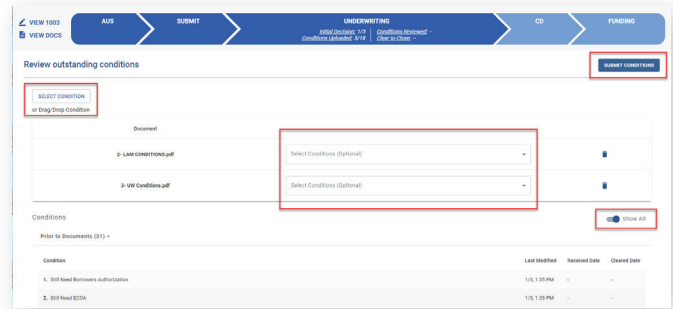 VIEW 1003
VIEW DOCS
AUS
SUBMIT
UNDERWRITING
Initial Decision: 1/3 Conditions Reviewed: -
Conditions Uploaded: 5/18 Clear to Close: -
CD
FUNDING
Review outstanding conditions
SUBMIT CONDITIONS
SELECT CONDITION
or Drag/Drop Condition
Document
2- LAM CONDITIONS.pdf Select Conditions (Optional)
3- UW Conditions.pdf Select Conditions (Optional)
Conditions
Show All
Prior to Documents (31)
Condition Last Modified Received Date Cleared Date
1. Still Need Borrowers Authorization 1/3, 1:35 PM - -
2. Still Need ECOA 1/3, 1:35 PM - -